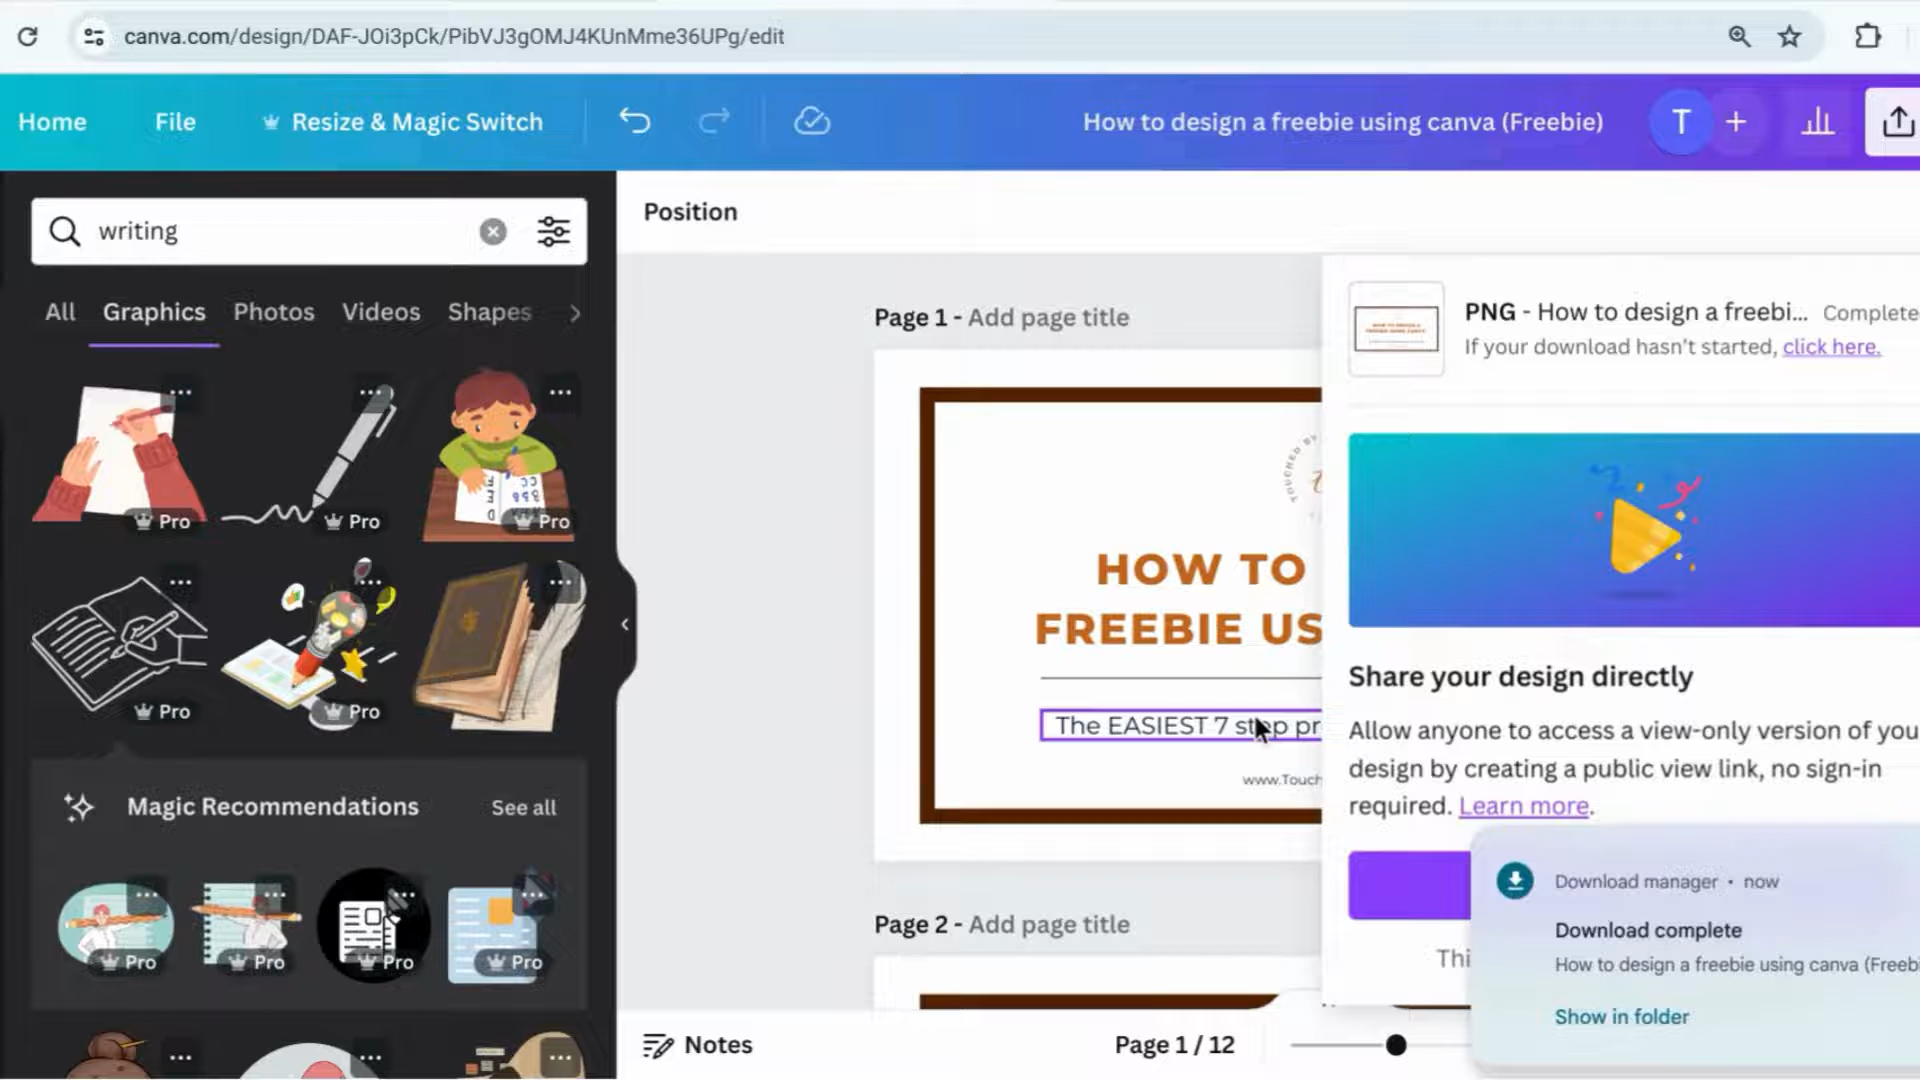 canva.com/design/DAF-JOi3pCk/PibVJ3gOMJ4KUnMme36UPg/edit
Home File Resize & Magic Switch How to design a freebie using canva (Freebie) T
writing
All Graphics Photos Videos Shapes
Pro Pro Pro
Pro Pro
Magic Recommendations See all
Pro Pro Pro Pro
Position
Page 1 - Add page title
TOUCHED BY
HOW TO
FREEBIE US
The EASIEST 7 step pr
www.Touch
Page 2 - Add page title
Notes Page 1 / 12
PNG - How to design a freebi... Complete
If your download hasn't started, click here.
Share your design directly
Allow anyone to access a view-only version of you
design by creating a public view link, no sign-in
required. Learn more.
Thi
Download manager • now
Download complete
How to design a freebie using canva (Freebi
Show in folder